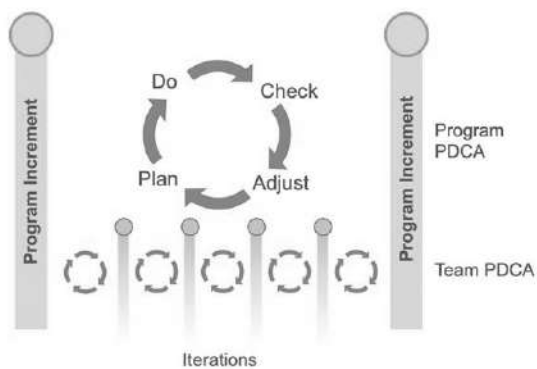 Do
Check
Plan
Adjust
Program Increment
Program Increment
Program
PDCA
Team PDCA
Iterations